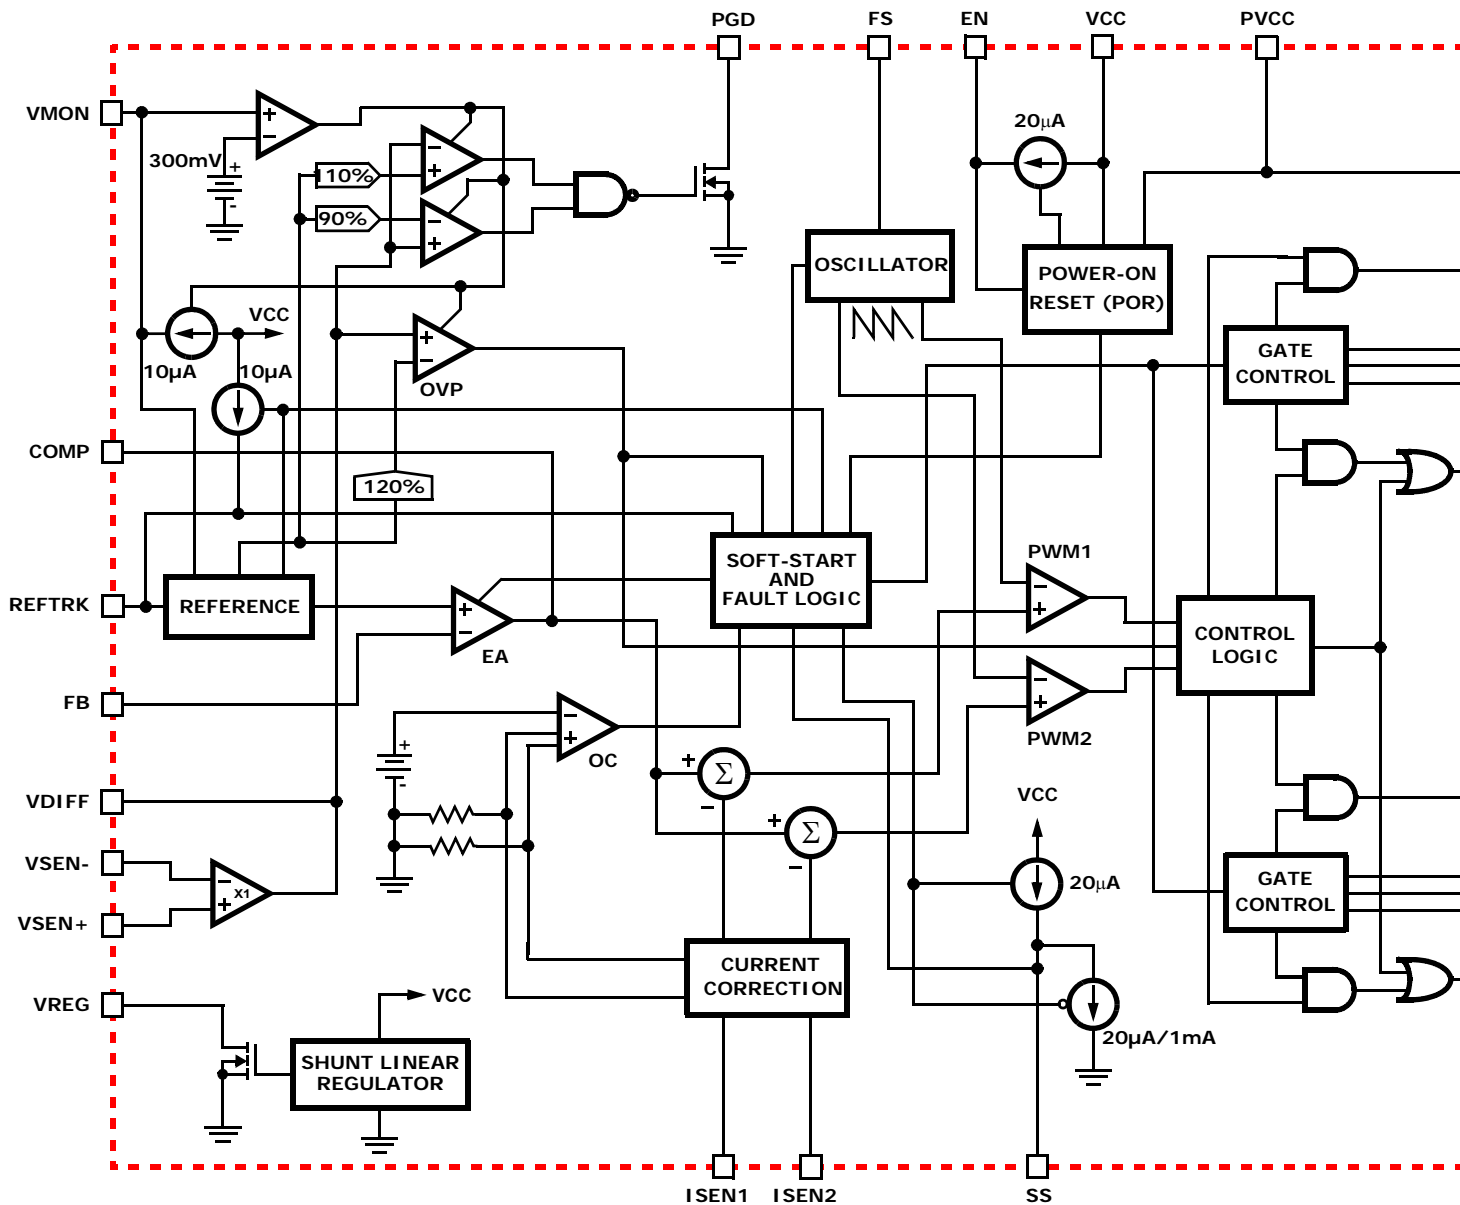 PGD FS EN VCC PVCC
VMON
300mV
+
-
+
-
110%
90%
-
+
-
+
20µA
OSCILLATOR
POWER-ON
RESET (POR)
VCC
10µA
10µA
+
-
OVP
GATE
CONTROL
COMP
120%
REFTRK
REFERENCE
+
-
EA
SOFT-START
AND
FAULT LOGIC
PWM1
-
+
CONTROL
LOGIC
-
+
PWM2
FB
-
+
OC
+
-
+
Σ
-
+
Σ
-
VDIFF
VSEN-
VSEN+
-
+
X1
VCC
20µA
GATE
CONTROL
CURRENT
CORRECTION
VREG
VCC
SHUNT LINEAR
REGULATOR
20µA/1mA
ISEN1 ISEN2 SS